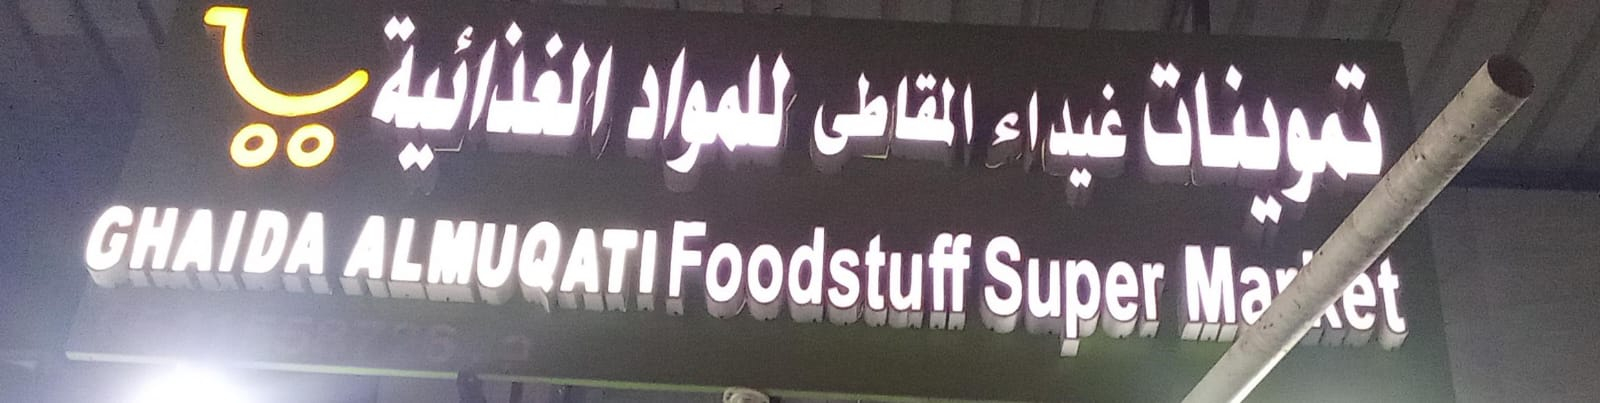 تموينات غيداء المقاطى للمواد الغذائية
GHAIDA ALMUQATI Foodstuff Super Market